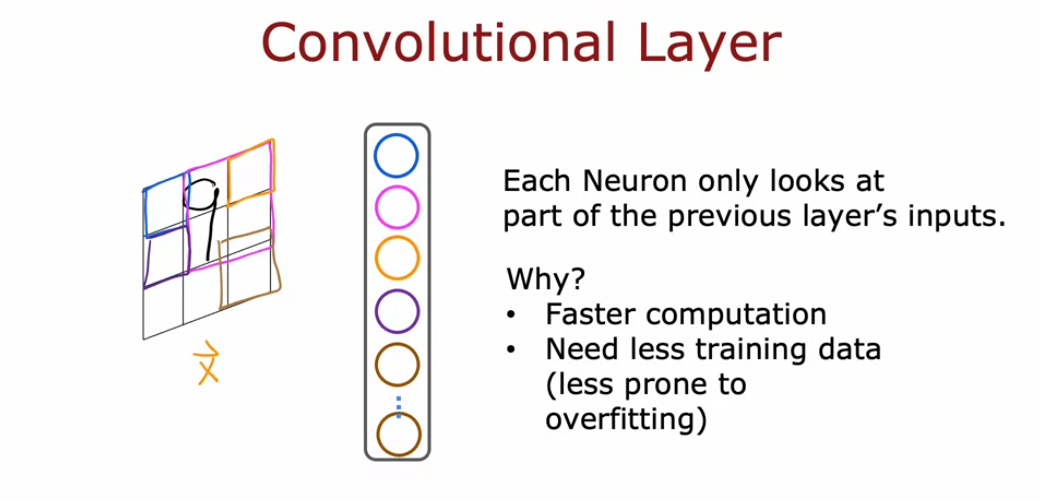 Convolutional Layer
9
Each Neuron only looks at
part of the previous layer’s inputs.
Why?
• Faster computation
• Need less training data
(less prone to
overfitting)
x⃗